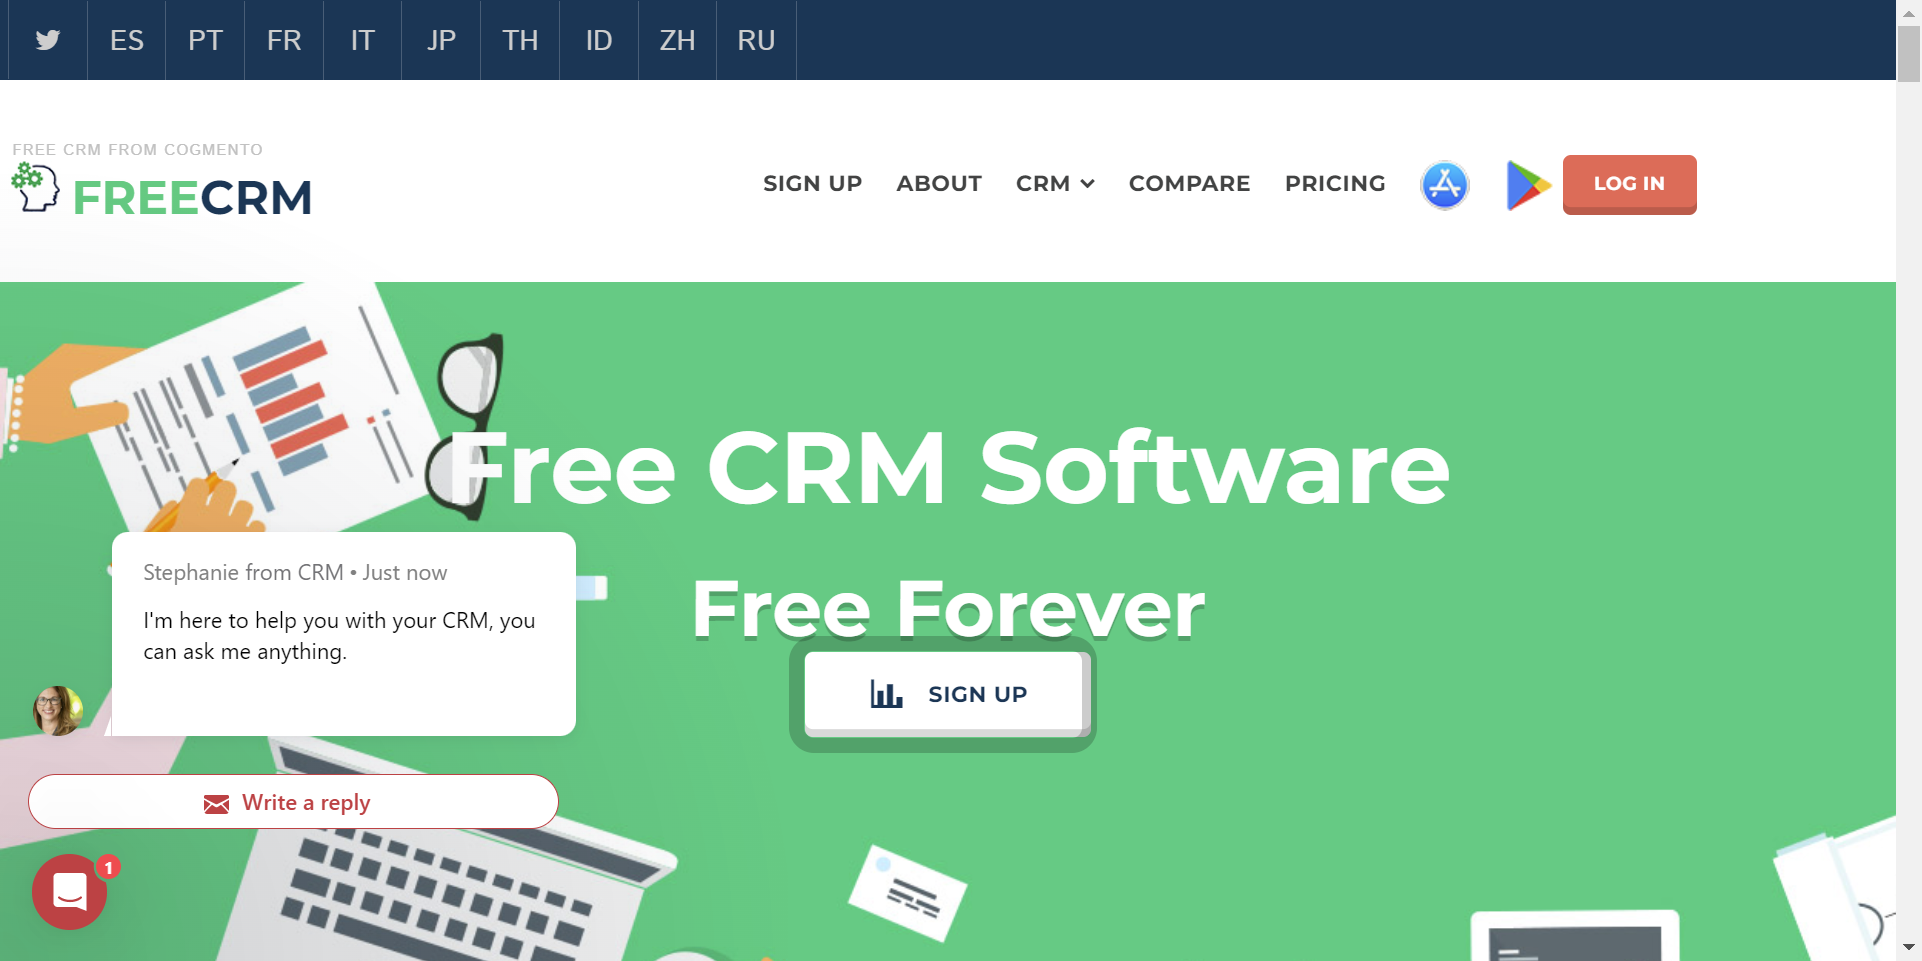 ES PT FR IT JP TH ID ZH RU
FREE CRM FROM COGMENTO
FREECRM
SIGN UP ABOUT CRM COMPARE PRICING LOG IN
Free CRM Software
Free Forever
SIGN UP
Stephanie from CRM • Just now
I'm here to help you with your CRM, you
can ask me anything.
Write a reply
1